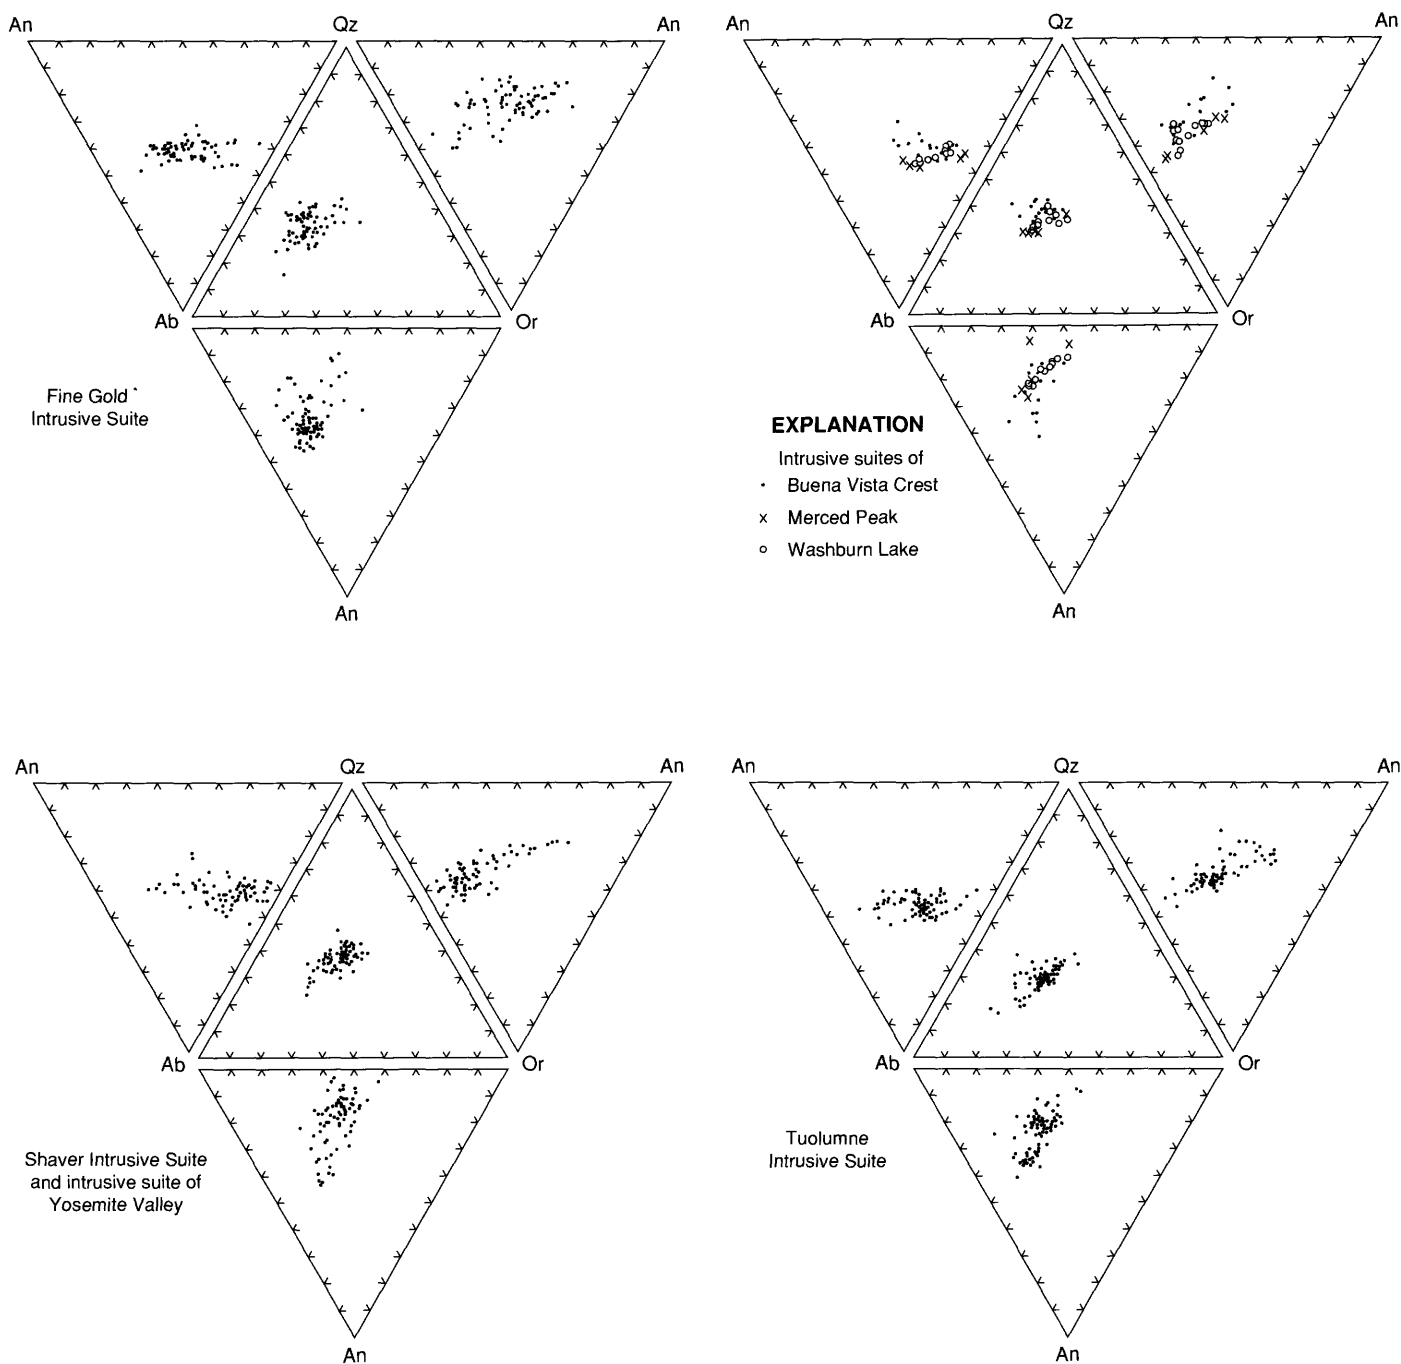 An
Qz
An
Ab
Or
Fine Gold
Intrusive Suite
An
An
Qz
An
Ab
Or
EXPLANATION
Intrusive suites of
. Buena Vista Crest
x Merced Peak
o Washburn Lake
An
An
Qz
An
Ab
Or
Shaver Intrusive Suite
and intrusive suite of
Yosemite Valley
An
An
Qz
An
Ab
Or
Tuolumne
Intrusive Suite
An